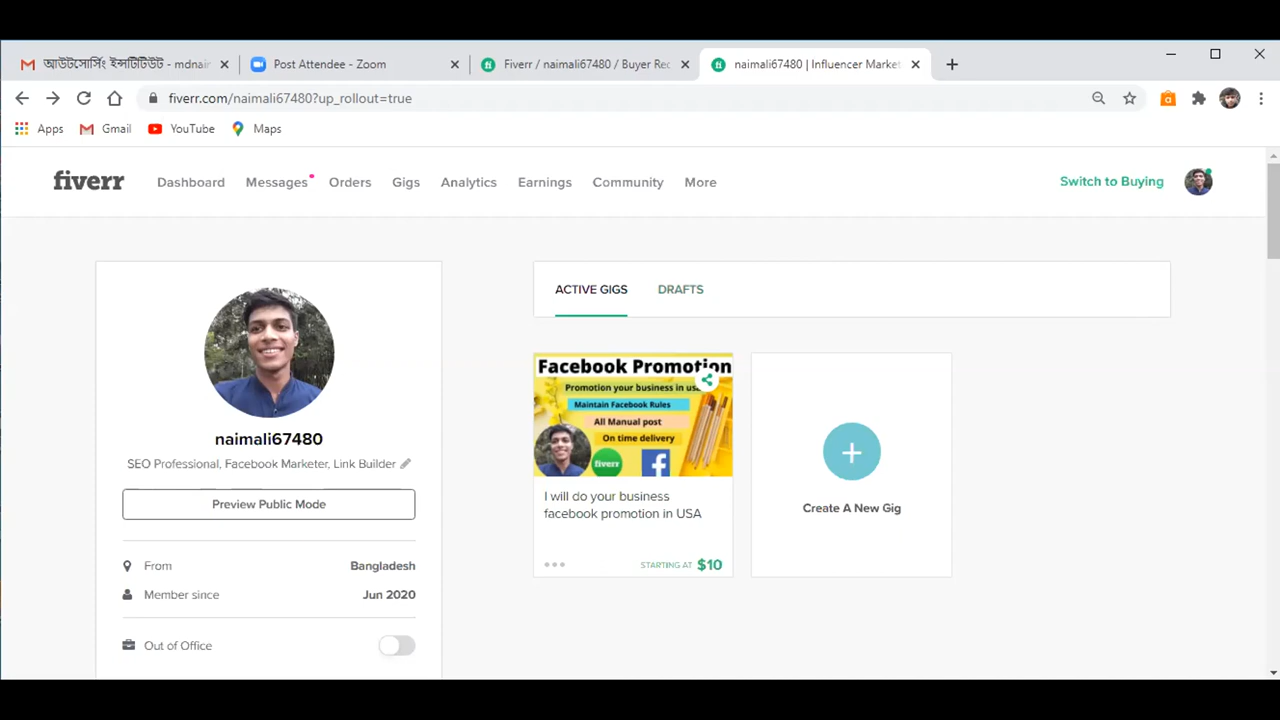 আউটসোর্সিং ইন্সটিটিউট - mdnain
Post Attendee - Zoom
Fiverr / naimali67480 / Buyer Rec
naimali67480 | Influencer Market
fiverr.com/naimali67480?up_rollout=true
Apps Gmail YouTube Maps
fiverr Dashboard Messages Orders Gigs Analytics Earnings Community More Switch to Buying
naimali67480
SEO Professional, Facebook Marketer, Link Builder
Preview Public Mode
From Bangladesh
Member since Jun 2020
Out of Office
ACTIVE GIGS DRAFTS
Facebook Promotion
Promotion your business in usa
Maintain Facebook Rules
All Manual post
On time delivery
fiverr
I will do your business
facebook promotion in USA
STARTING AT $10
Create A New Gig